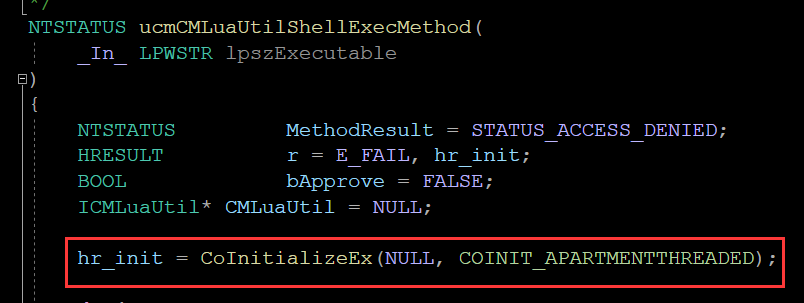 */
NTSTATUS ucmCMLuaUtilShellExecMethod(
_In_ LPWSTR lpszExecutable
)
{
NTSTATUS MethodResult = STATUS_ACCESS_DENIED;
HRESULT r = E_FAIL, hr_init;
BOOL bApprove = FALSE;
ICMLuaUtil* CMLuaUtil = NULL;
hr_init = CoInitializeEx(NULL, COINIT_APARTMENTTHREADED);